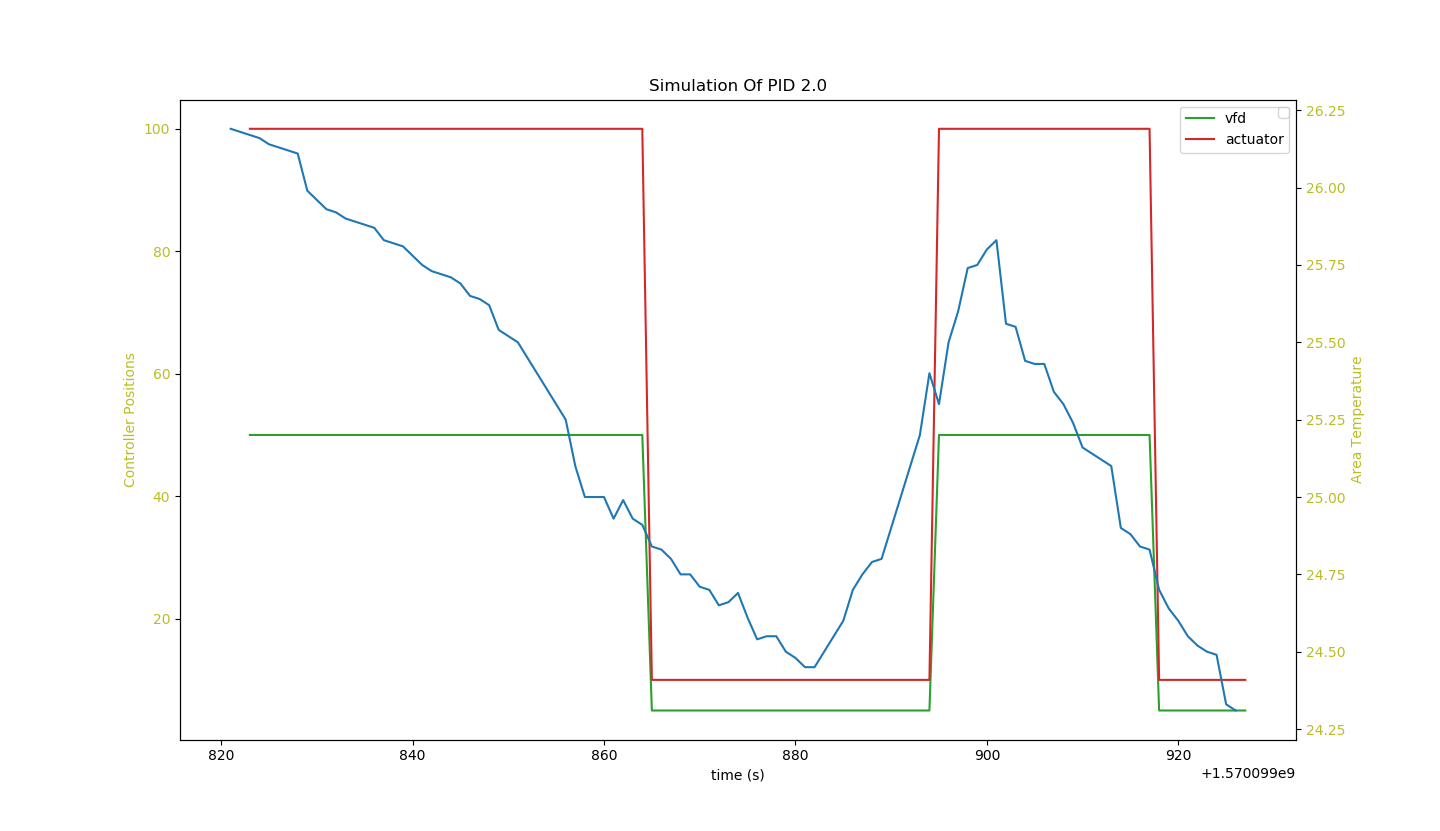 Simulation Of PID 2.0
100
80
60
40
20
Controller Positions
vfd
actuator
26.25
26.00
25.75
25.50
25.25
25.00
24.75
24.50
24.25
Area Temperature
820 840 860 880 900 920
time (s)
+1.570099e9